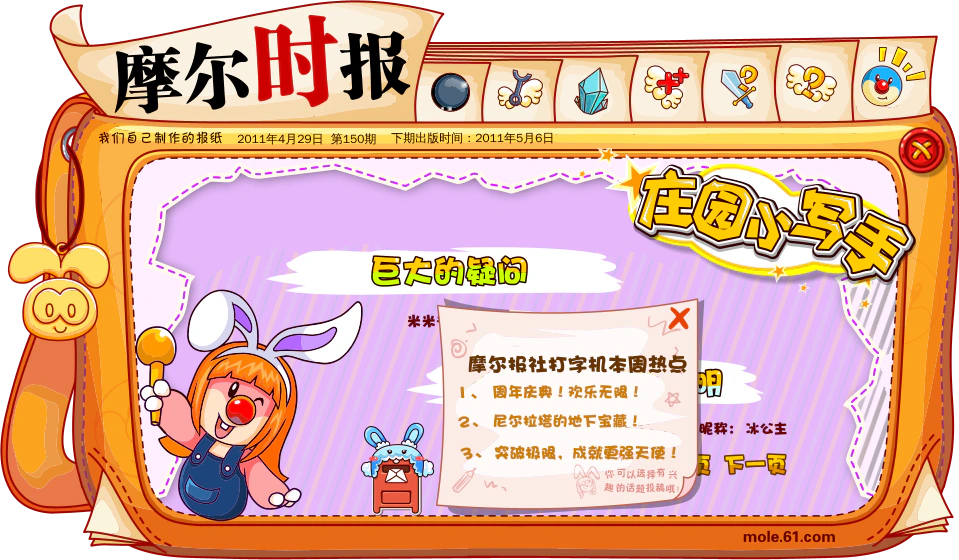 摩尔时报
我们自己制作的报纸 2011年4月29日 第150期 下期出版时间：2011年5月6日
庄园小写手
巨大的疑问
米米
摩尔报社打字机本周热点
1、周年庆典！欢乐无限！
2、尼尔拉塔的地下宝藏！
3、突破极限，成就更强天使！
你可以选择有兴
趣的话题投稿哦!
明
昵称：冰公主
页 下一页
mole.61.com